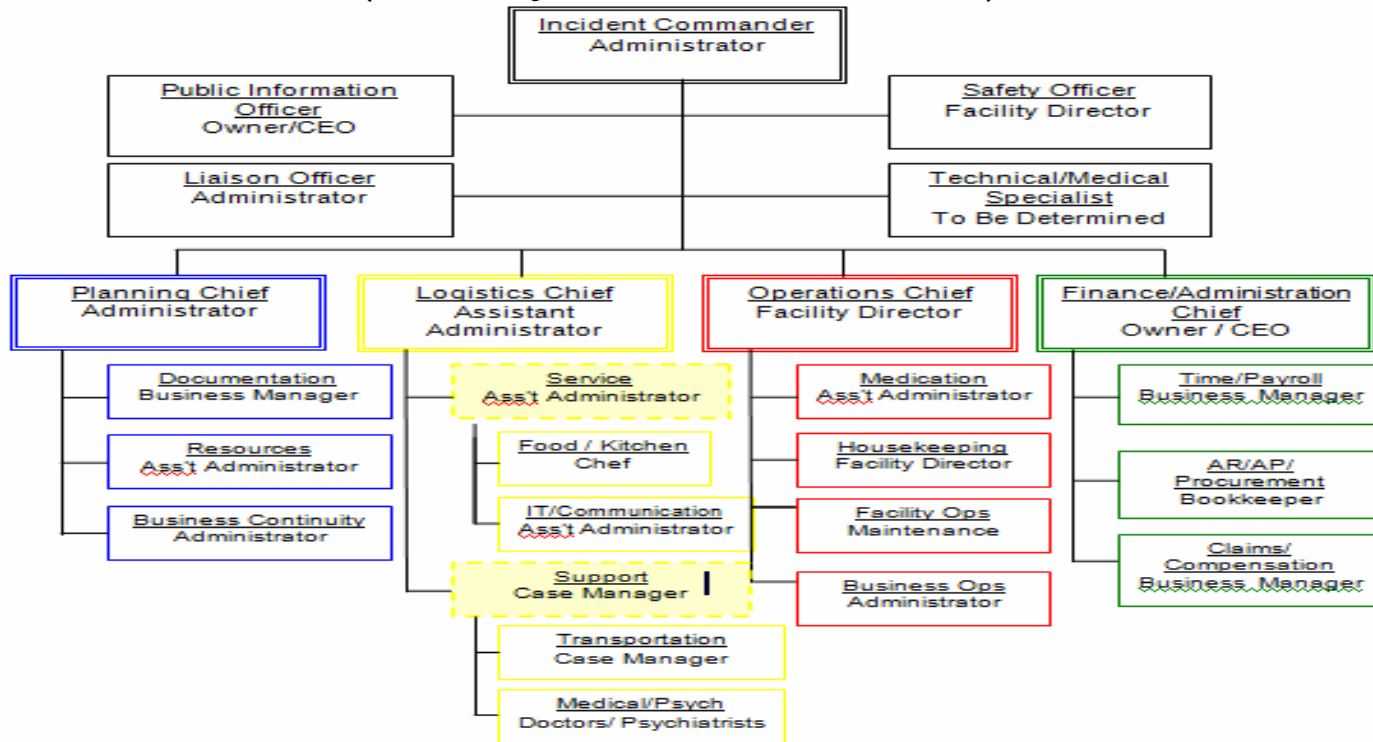 Incident Commander
Administrator
Public Information
Officer
Owner/CEO
Safety Officer
Facility Director
Liaison Officer
Administrator
Technical/Medical
Specialist
To Be Determined
Planning Chief
Administrator
Logistics Chief
Assistant
Administrator
Operations Chief
Facility Director
Finance/Administration
Chief
Owner / CEO
Documentation
Business Manager
Resources
Ass't Administrator
Business Continuity
Administrator
Service
Ass't Administrator
Food / Kitchen
Chef
IT/Communication
Ass't Administrator
Support
Case Manager
Transportation
Case Manager
Medical/Psych
Doctors/ Psychiatrists
Medication
Ass't Administrator
Housekeeping
Facility Director
Facility Ops
Maintenance
Business Ops
Administrator
Time/Payroll
Business Manager
AR/AP/
Procurement
Bookkeeper
Claims/
Compensation
Business Manager